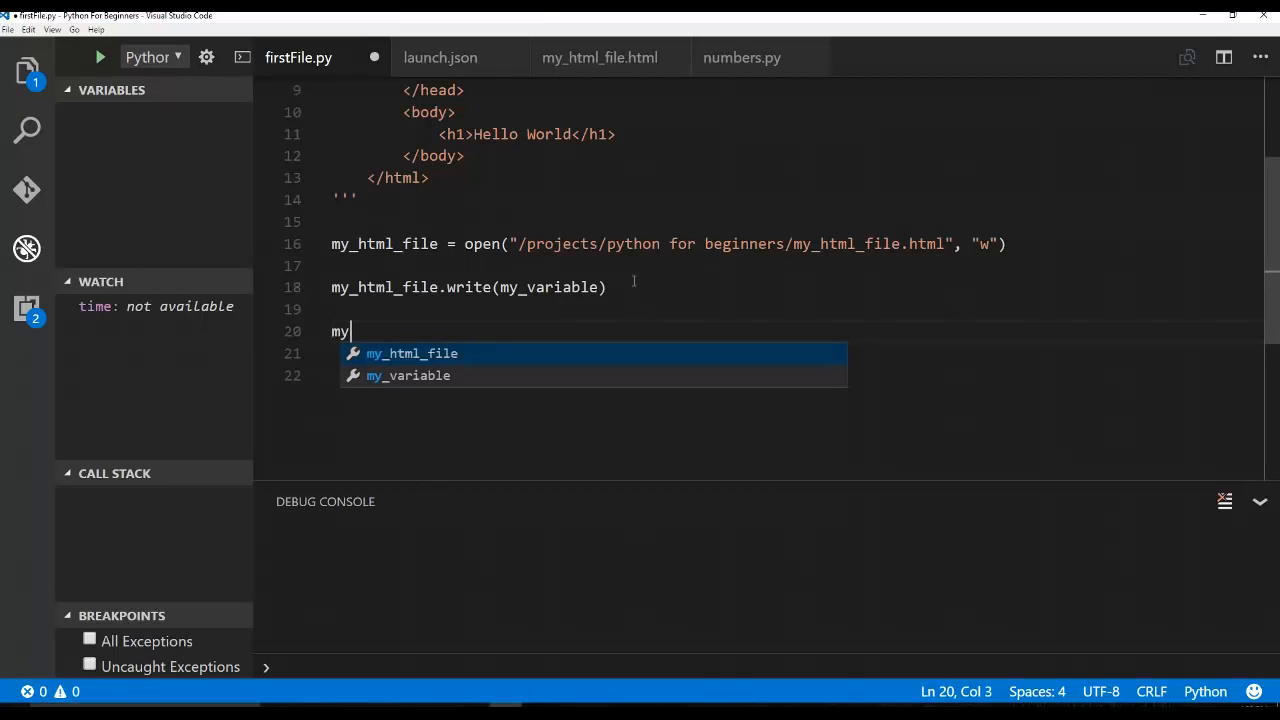 ● firstFile.py - Python For Beginners - Visual Studio Code
File Edit View Go Help
1
2
Python
firstFile.py
launch.json
my_html_file.html
numbers.py
VARIABLES
WATCH
time: not available
CALL STACK
BREAKPOINTS
All Exceptions
Uncaught Exceptions
9 </head>
10 <body>
11 <h1>Hello World</h1>
12 </body>
13 </html>
14 '''
15
16 my_html_file = open("/projects/python for beginners/my_html_file.html", "w")
17
18 my_html_file.write(my_variable)
19
20 my
21
22
my_html_file
my_variable
DEBUG CONSOLE
0 0
Ln 20, Col 3 Spaces: 4 UTF-8 CRLF Python